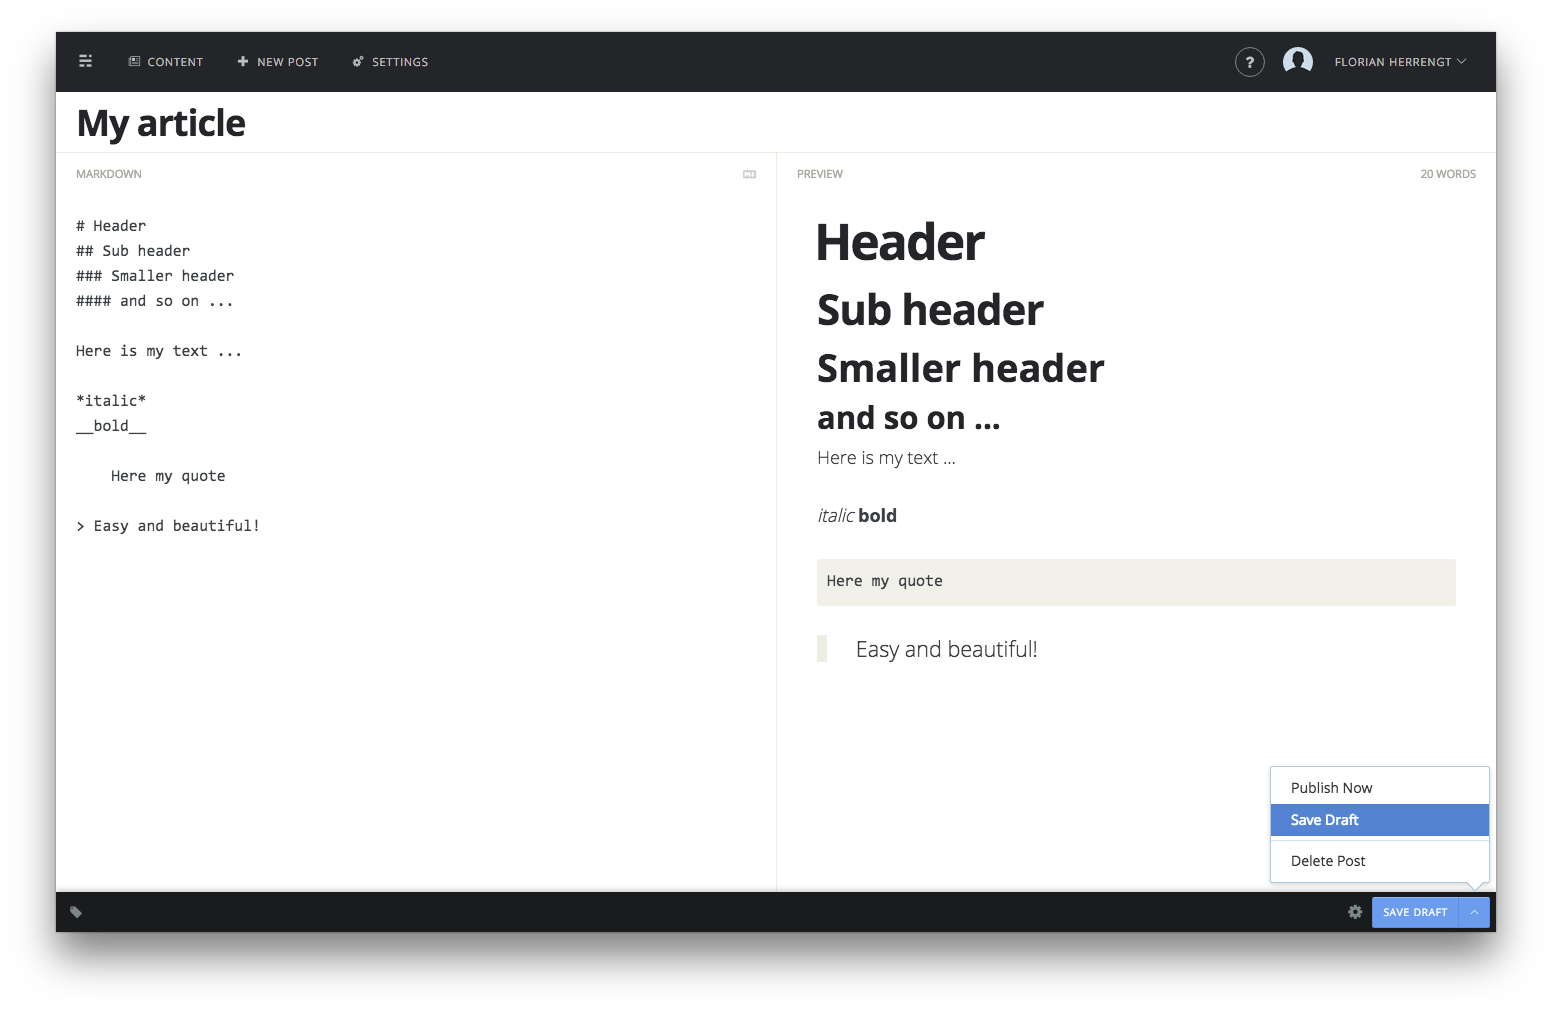 CONTENT NEW POST SETTINGS ? FLORIAN HERRENGT
My article
MARKDOWN
# Header
## Sub header
### Smaller header
#### and so on ...
Here is my text ...
*italic*
__bold__
Here my quote
> Easy and beautiful!
PREVIEW 20 WORDS
Header
Sub header
Smaller header
and so on ...
Here is my text ...
italic bold
Here my quote
Easy and beautiful!
Publish Now
Save Draft
Delete Post
SAVE DRAFT